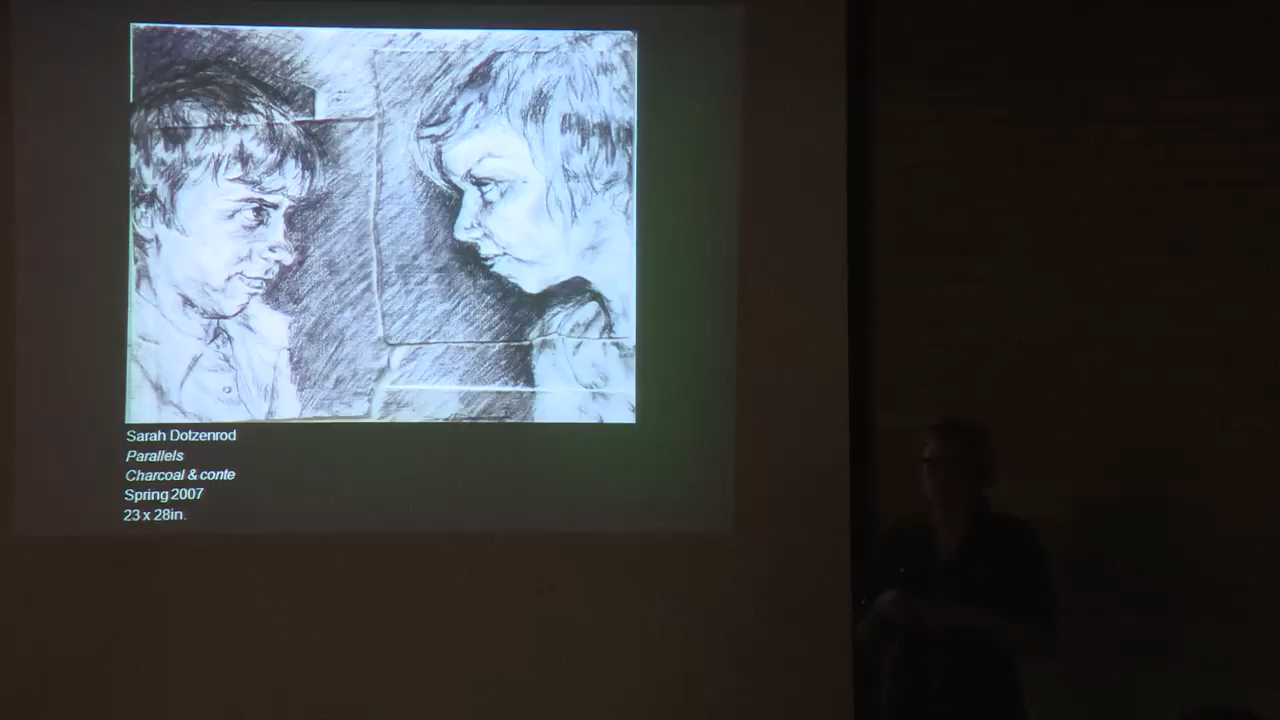 Sarah Dotzenrod
Parallels
Charcoal & conte
Spring 2007
23 x 28in.